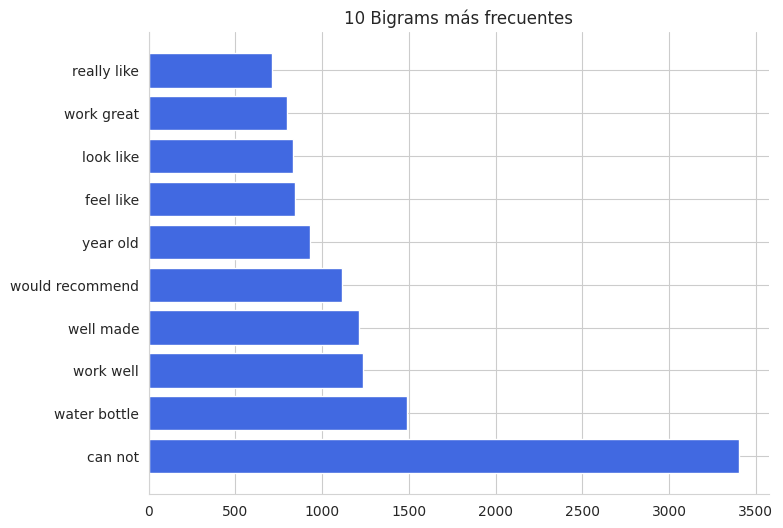 10 Bigrams más frecuentes
really like
work great
look like
feel like
year old
would recommend
well made
work well
water bottle
can not
0 500 1000 1500 2000 2500 3000 3500